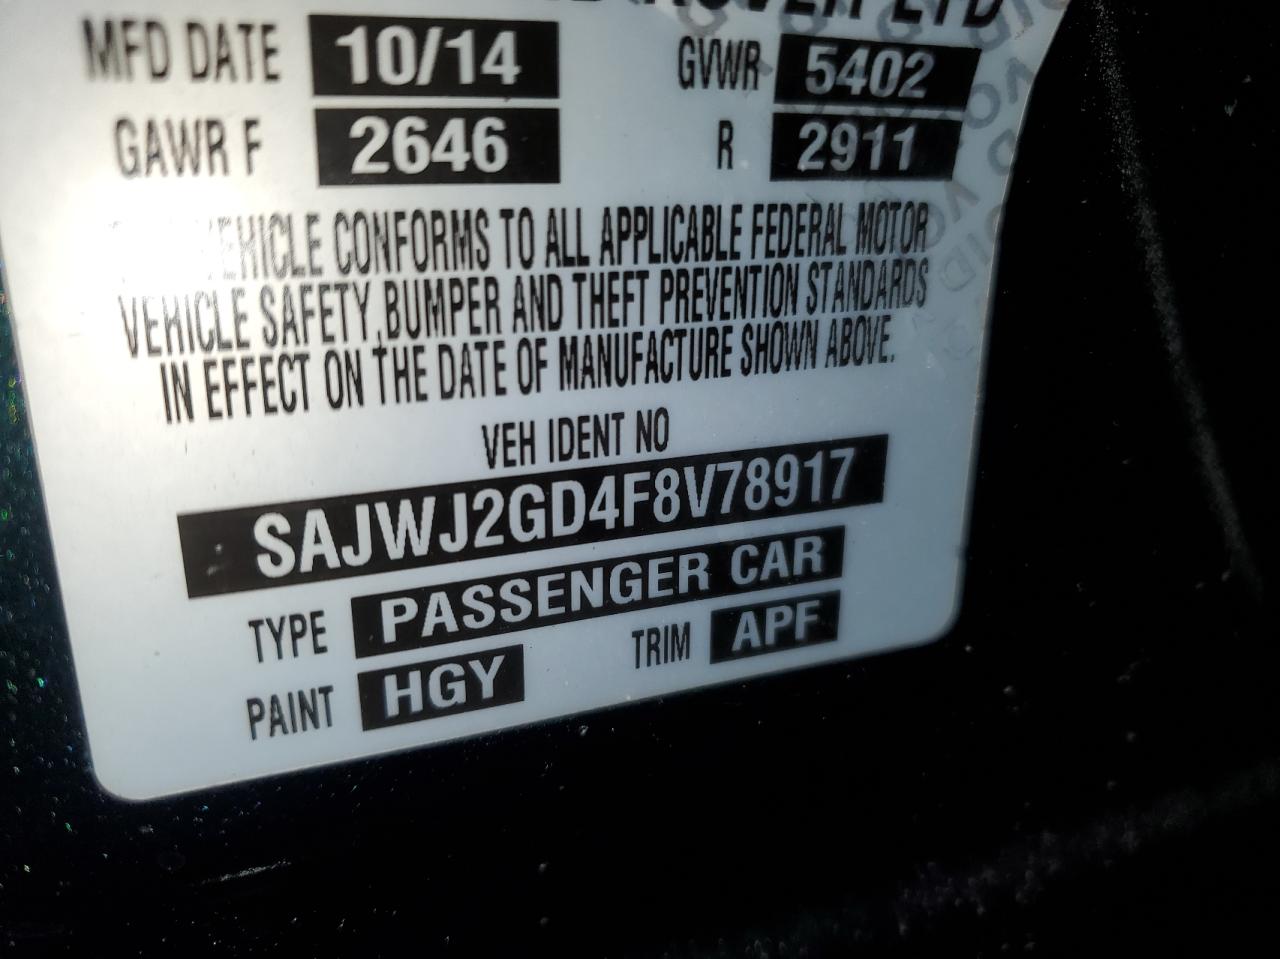 ROVER LTD
MFD DATE 10/14 GVWR 5402
GAWR F 2646 R 2911
VEHICLE CONFORMS TO ALL APPLICABLE FEDERAL MOTOR
VEHICLE SAFETY, BUMPER AND THEFT PREVENTION STANDARDS
IN EFFECT ON THE DATE OF MANUFACTURE SHOWN ABOVE.
VEH IDENT NO
SAJWJ2GD4F8V78917
TYPE PASSENGER CAR
PAINT HGY TRIM APF